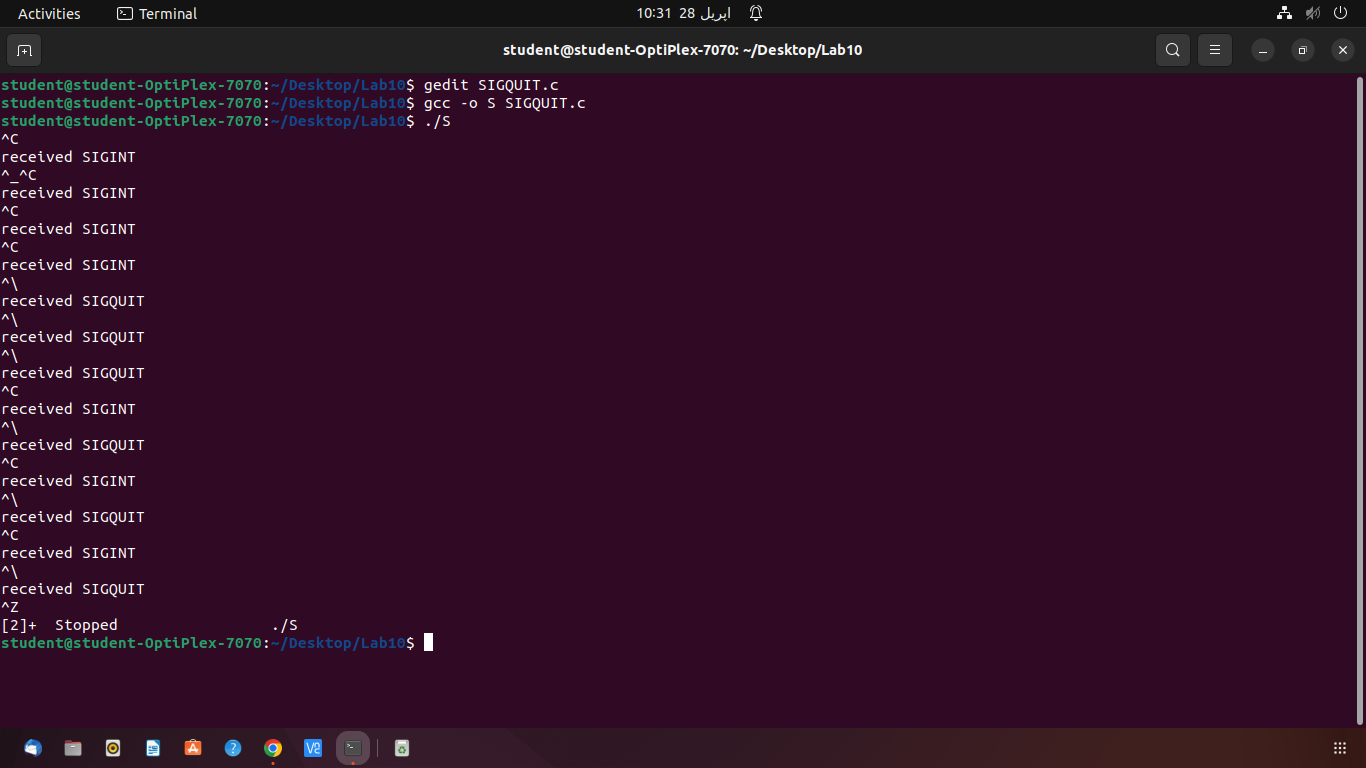 Activities Terminal 10:31 28 اپریل
student@student-OptiPlex-7070: ~/Desktop/Lab10
student@student-OptiPlex-7070:~/Desktop/Lab10$ gedit SIGQUIT.c
student@student-OptiPlex-7070:~/Desktop/Lab10$ gcc -o S SIGQUIT.c
student@student-OptiPlex-7070:~/Desktop/Lab10$ ./S
^C
received SIGINT
^_^C
received SIGINT
^C
received SIGINT
^C
received SIGINT
^\
received SIGQUIT
^\
received SIGQUIT
^\
received SIGQUIT
^C
received SIGINT
^\
received SIGQUIT
^C
received SIGINT
^\
received SIGQUIT
^C
received SIGINT
^\
received SIGQUIT
^Z
[2]+  Stopped                 ./S
student@student-OptiPlex-7070:~/Desktop/Lab10$